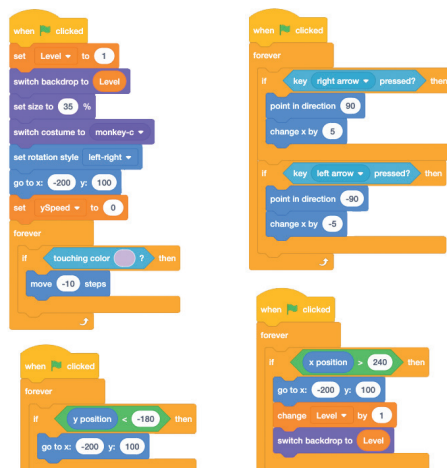 when clicked
set Level to 1
switch backdrop to Level
set size to 35 %
switch costume to monkey-c
set rotation style left-right
go to x: -200 y: 100
set ySpeed to 0
forever
if touching color ? then
move -10 steps
when clicked
forever
if y position < -180 then
go to x: -200 y: 100
when clicked
forever
if key right arrow pressed? then
point in direction 90
change x by 5
if key left arrow pressed? then
point in direction -90
change x by -5
when clicked
forever
if x position > 240 then
go to x: -200 y: 100
change Level by 1
switch backdrop to Level